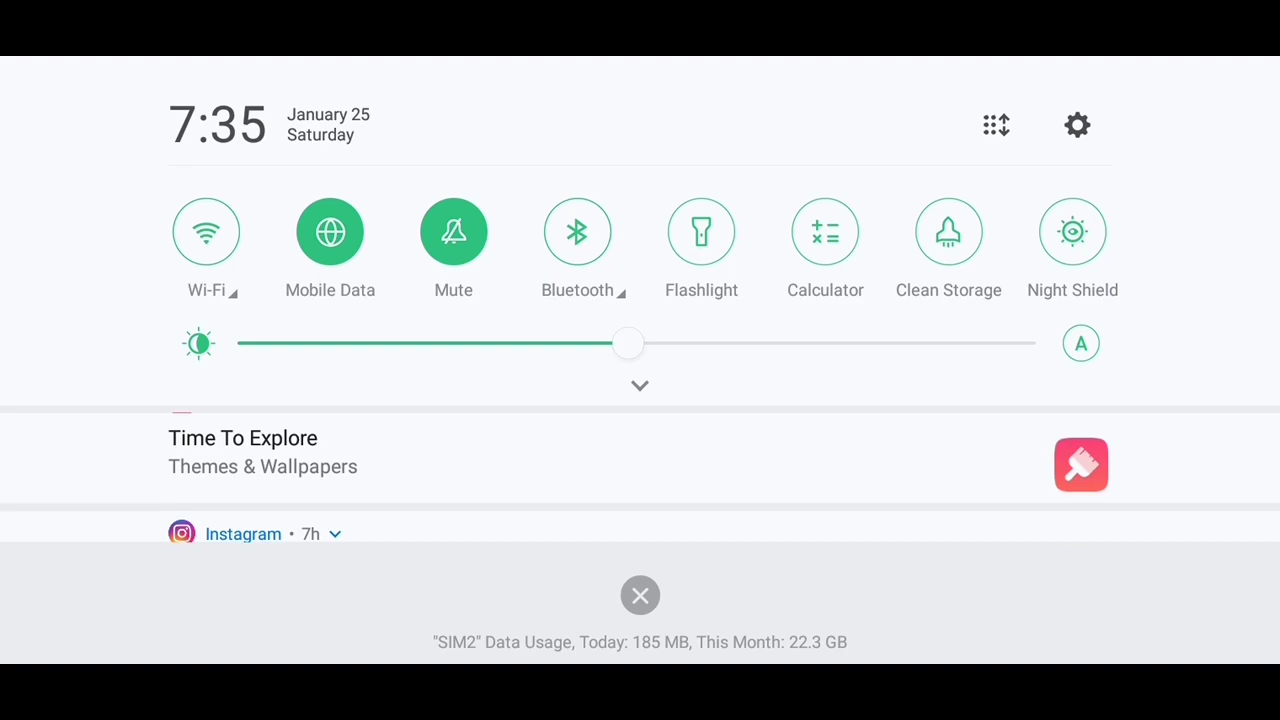 7:35
January 25
Saturday
Wi-Fi
Mobile Data
Mute
Bluetooth
Flashlight
Calculator
Clean Storage
Night Shield
A
Time To Explore
Themes & Wallpapers
Instagram • 7h
"SIM2" Data Usage, Today: 185 MB, This Month: 22.3 GB